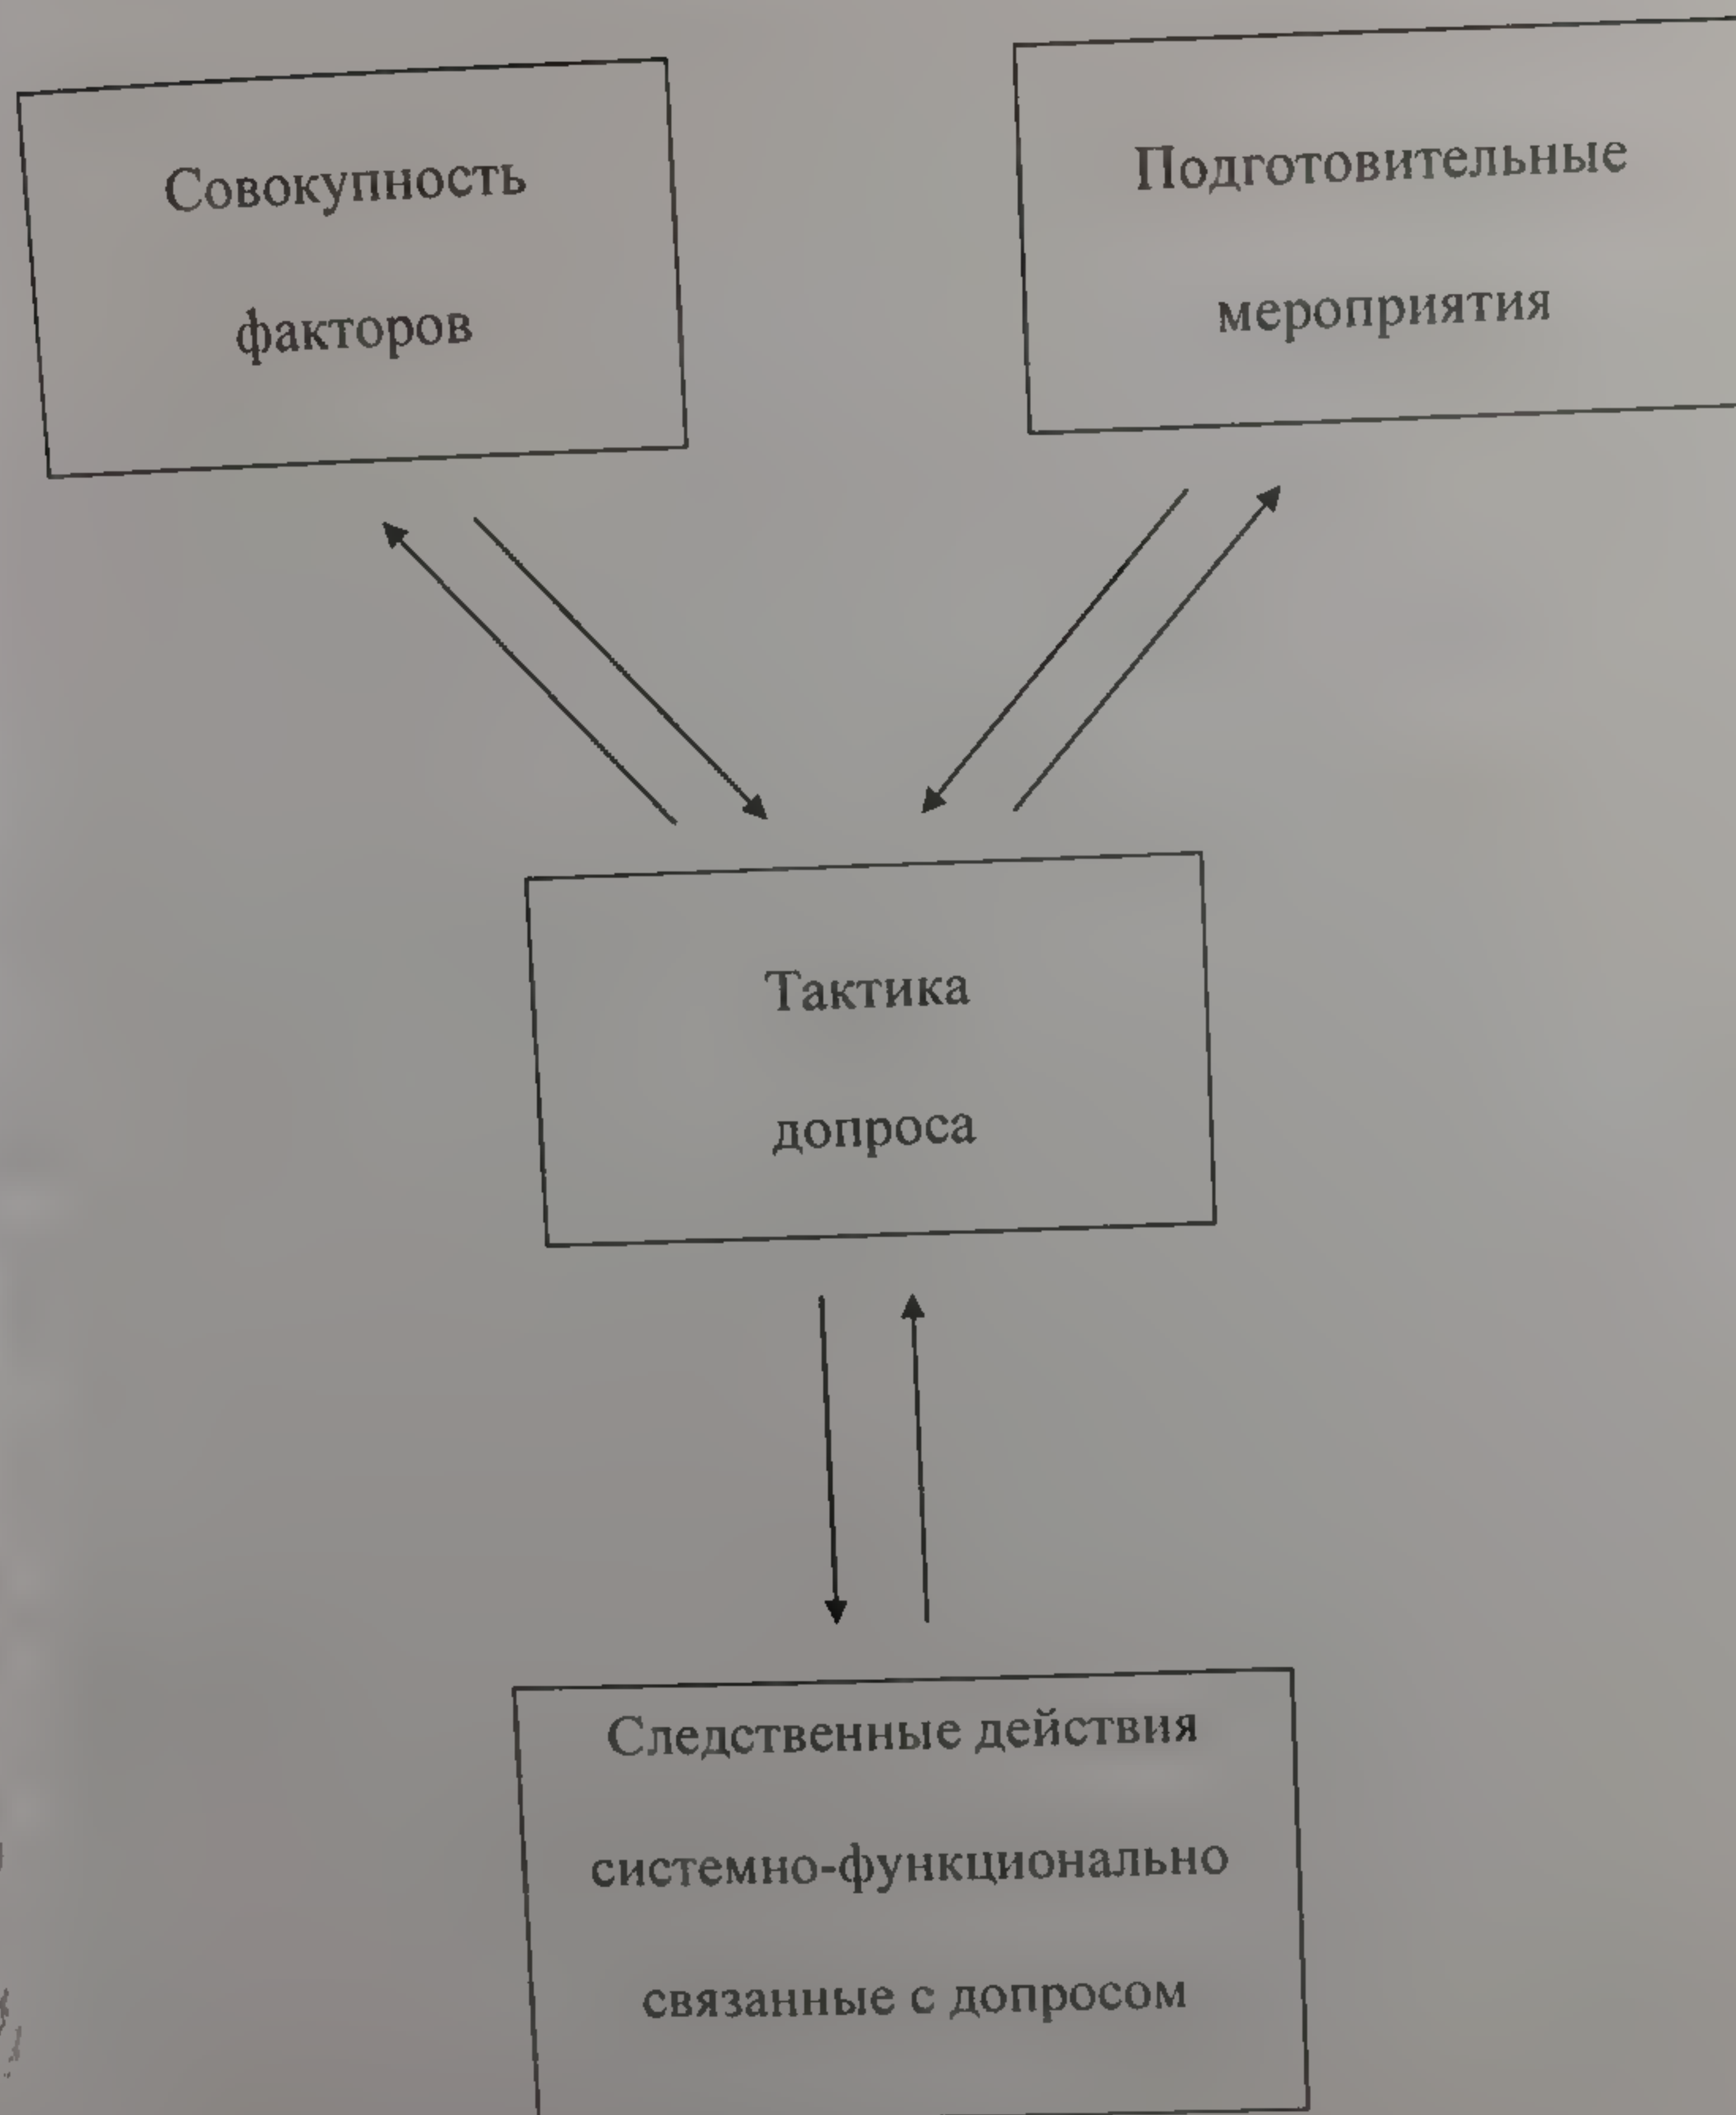 Совокупность
факторов
Подготовительные
мероприятия
Тактика
допроса
Следственные действия
системно-функционально
связанные с допросом